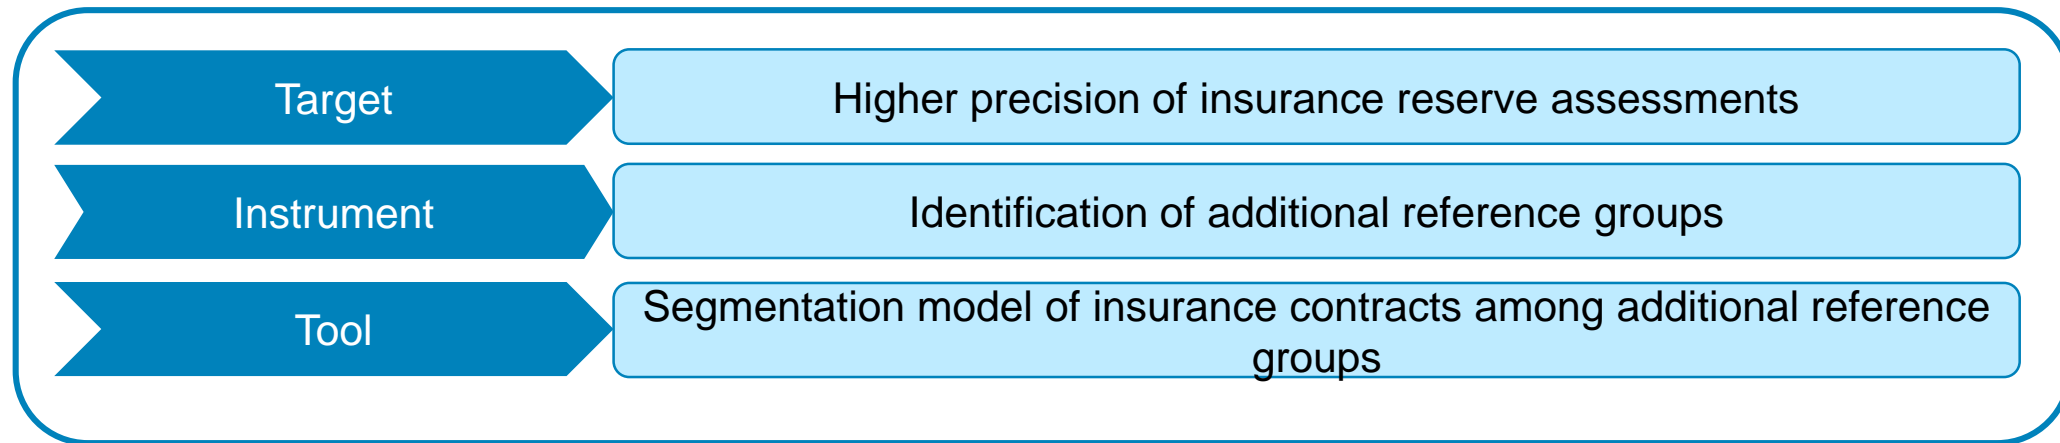 Target
Higher precision of insurance reserve assessments
Instrument
Identification of additional reference groups
Tool
Segmentation model of insurance contracts among additional reference
groups